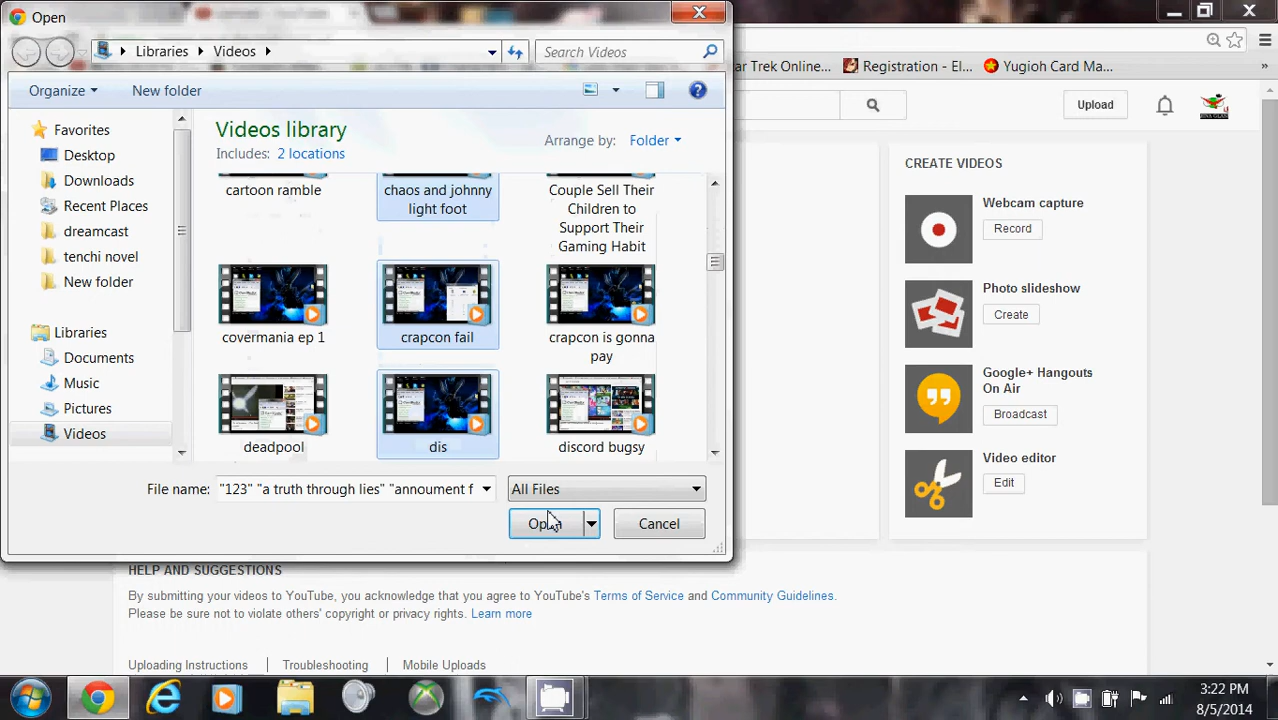 Open
Libraries
Videos
Search Videos
ar Trek Online...
Registration - El...
Yugioh Card Ma...
»
Organize
New folder
Upload
Favorites
Desktop
Downloads
Recent Places
dreamcast
tenchi novel
New folder
Libraries
Documents
Music
Pictures
Videos
Videos library
Includes: 2 locations
Arrange by: Folder
cartoon ramble
chaos and johnny
light foot
Couple Sell Their
Children to
Support Their
Gaming Habit
covermania ep 1
crapcon fail
crapcon is gonna
pay
deadpool
dis
discord bugsy
File name: "123" "a truth through lies" "annoument f
All Files
Open
Cancel
CREATE VIDEOS
Webcam capture
Record
Photo slideshow
Create
Google+ Hangouts
On Air
Broadcast
Video editor
Edit
HELP AND SUGGESTIONS
By submitting your videos to YouTube, you acknowledge that you agree to YouTube's Terms of Service and Community Guidelines.
Please be sure not to violate others' copyright or privacy rights. Learn more
Uploading Instructions | Troubleshooting | Mobile Uploads
3:22 PM
8/5/2014